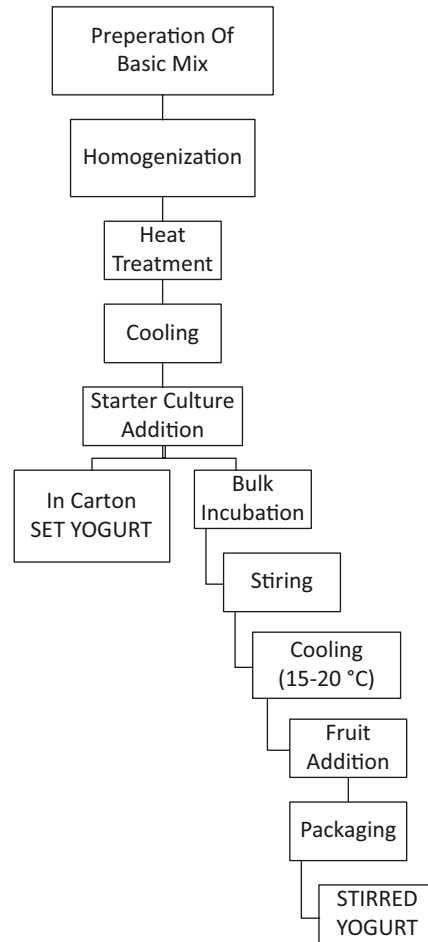 Preperation Of
Basic Mix
Homogenization
Heat
Treatment
Cooling
Starter Culture
Addition
In Carton
SET YOGURT
Bulk
Incubation
Stiring
Cooling
(15-20 °C)
Fruit
Addition
Packaging
STIRRED
YOGURT